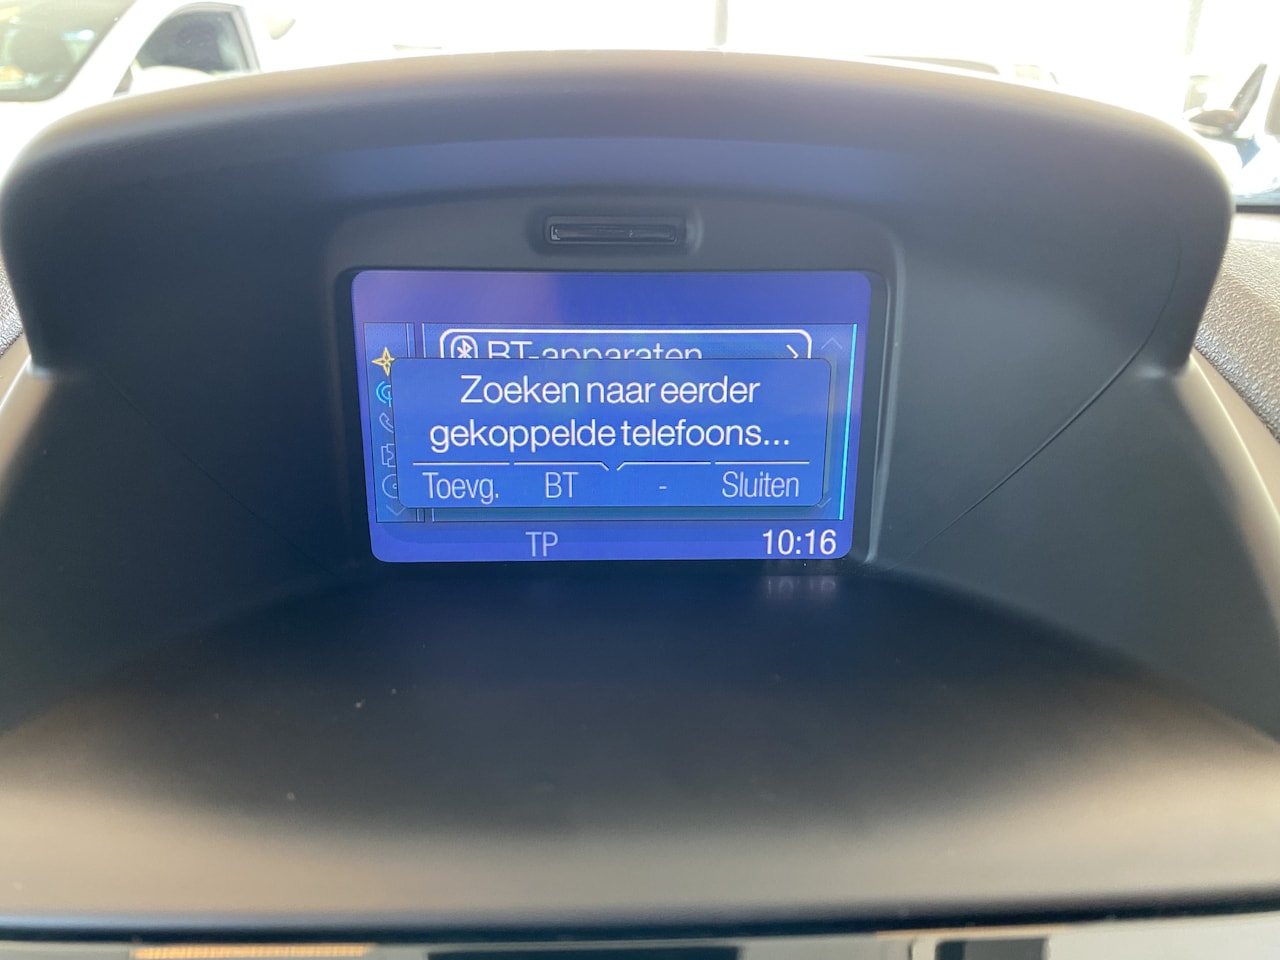 BT-apparaten
Zoeken naar eerder
gekoppelde telefoons...
Toevg. BT - Sluiten
TP 10:16